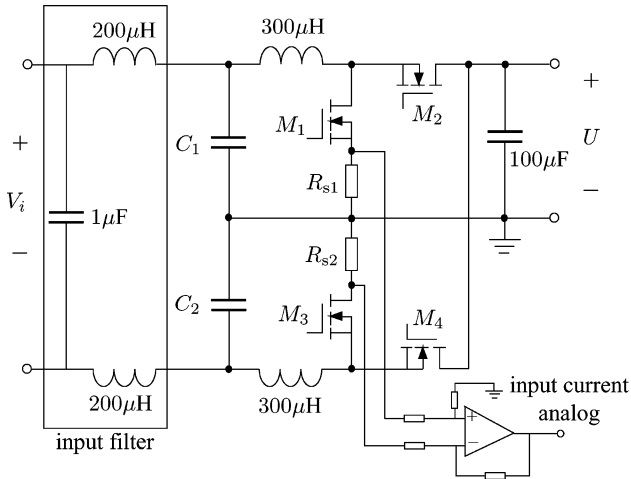 200μH
300μH
M2
M1
+
C1
+
U
Vi
1μF
Rs1
100μF
−
−
Rs2
C2
M3
M4
200μH
300μH
input current
analog
+
−
input filter